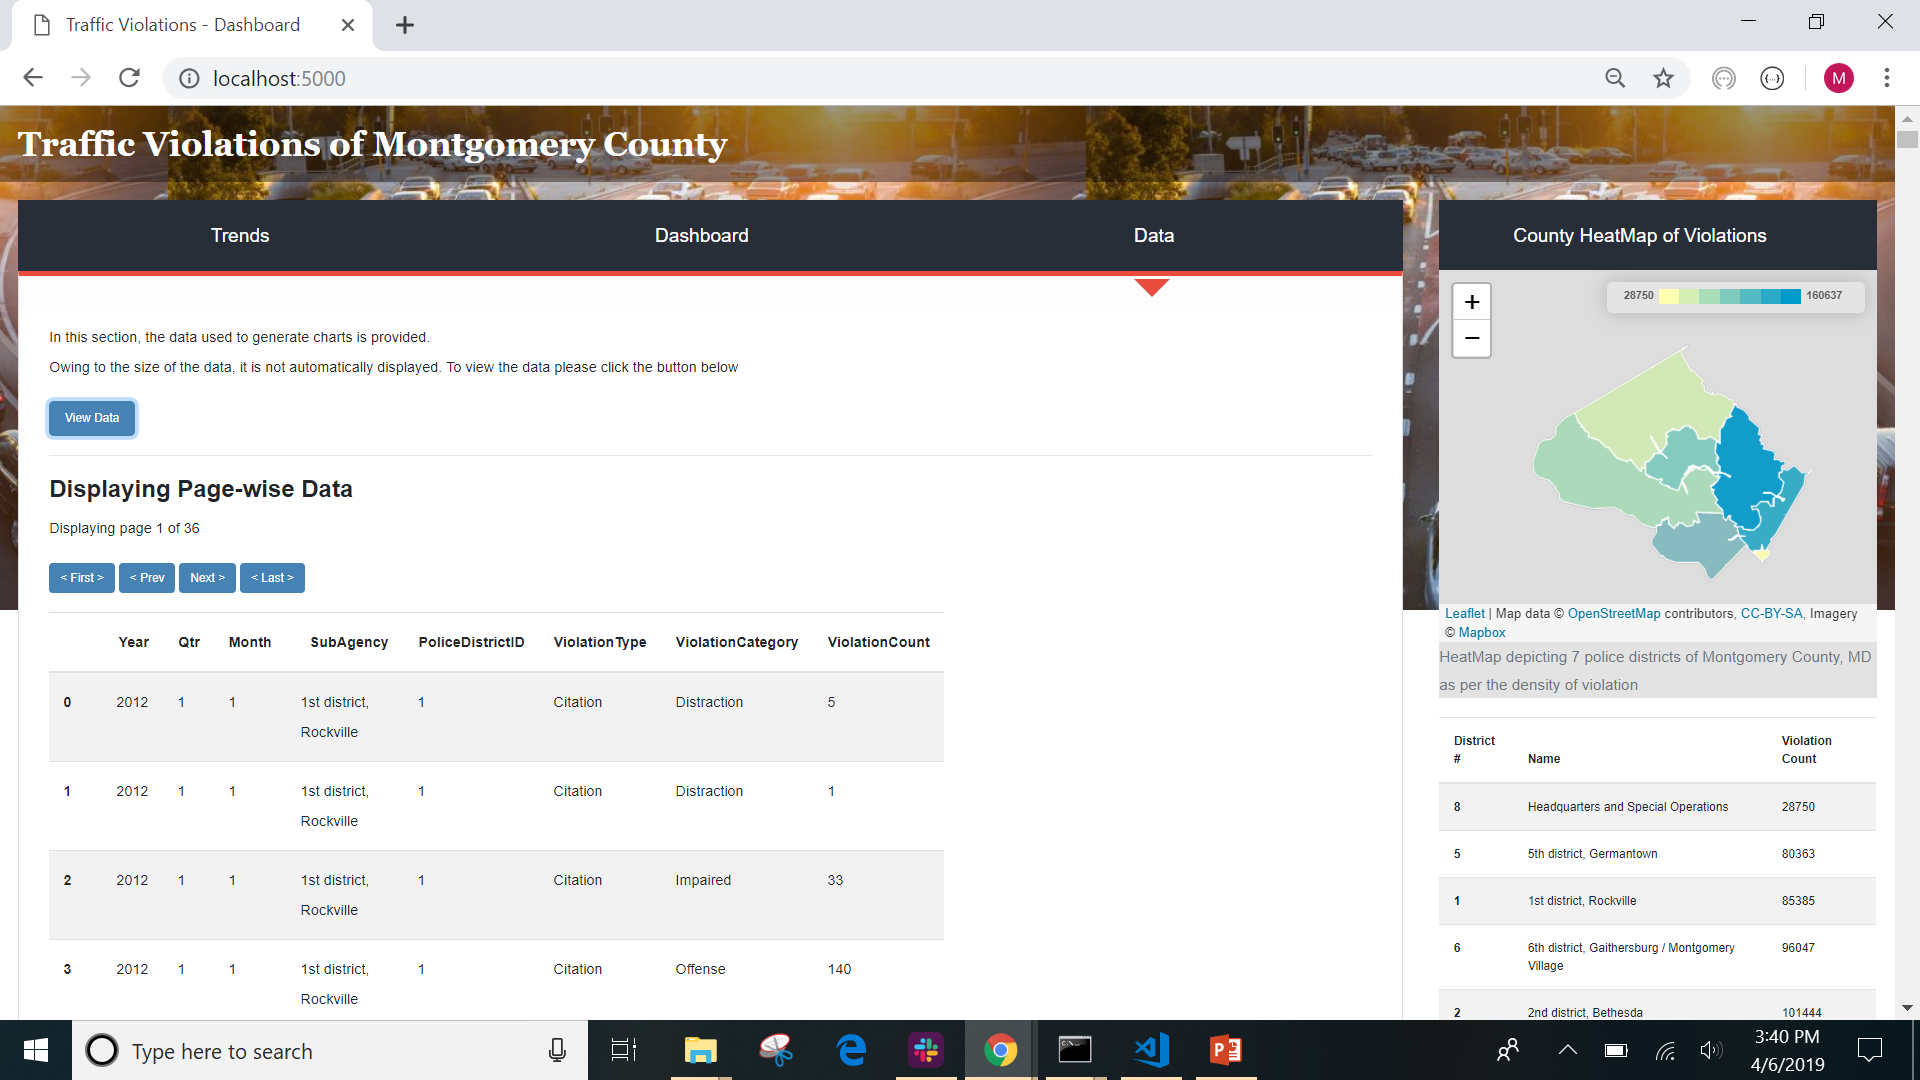 Traffic Violations - Dashboard
localhost:5000
M
Traffic Violations of Montgomery County
Trends Dashboard Data
In this section, the data used to generate charts is provided.
Owing to the size of the data, it is not automatically displayed. To view the data please click the button below
View Data
Displaying Page-wise Data
Displaying page 1 of 36
< First > < Prev Next > < Last >
Year Qtr Month SubAgency PoliceDistrictID ViolationType ViolationCategory ViolationCount
0 2012 1 1 1st district, 1 Citation Distraction 5
Rockville
1 2012 1 1 1st district, 1 Citation Distraction 1
Rockville
2 2012 1 1 1st district, 1 Citation Impaired 33
Rockville
3 2012 1 1 1st district, 1 Citation Offense 140
Rockville
County HeatMap of Violations
+
−
28750 160637
Leaflet | Map data © OpenStreetMap contributors, CC-BY-SA, Imagery
© Mapbox
HeatMap depicting 7 police districts of Montgomery County, MD
as per the density of violation
District Violation
# Name Count
8 Headquarters and Special Operations 28750
5 5th district, Germantown 80363
1 1st district, Rockville 85385
6 6th district, Gaithersburg / Montgomery 96047
Village
2 2nd district, Bethesda 101444
Type here to search
3:40 PM
4/6/2019